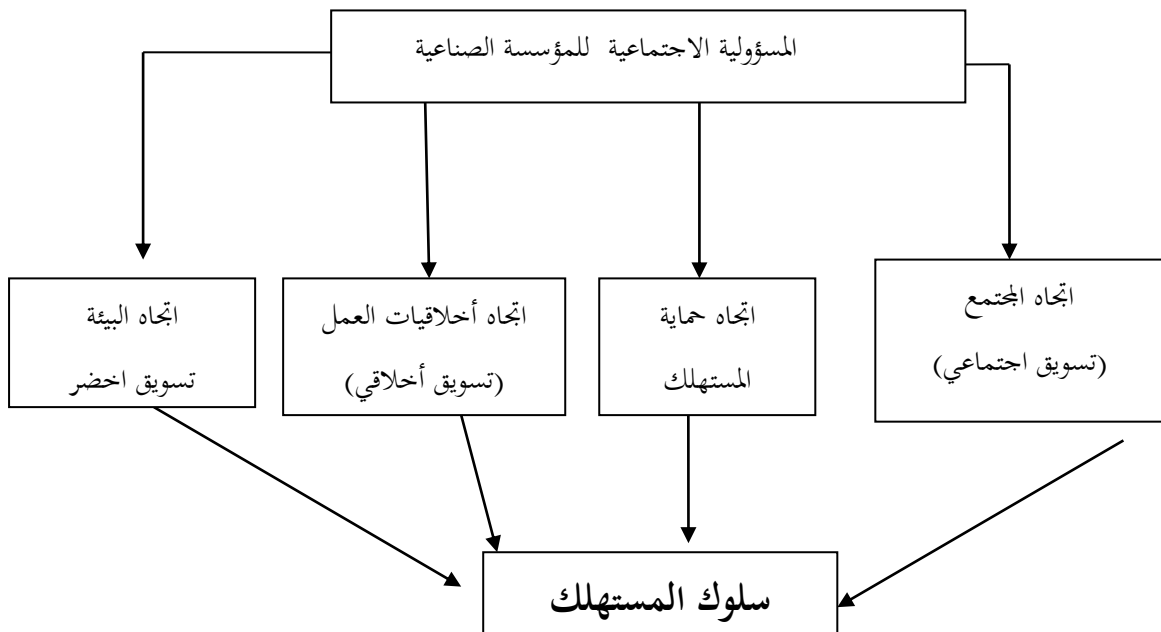 المسؤولية الاجتماعية للمؤسسة الصناعية
اتجاه المجتمع
(تسويق اجتماعي)
اتجاه حماية
المستهلك
اتجاه أخلاقيات العمل
(تسويق أخلاقي)
اتجاه البيئة
تسويق اخضر
سلوك المستهلك